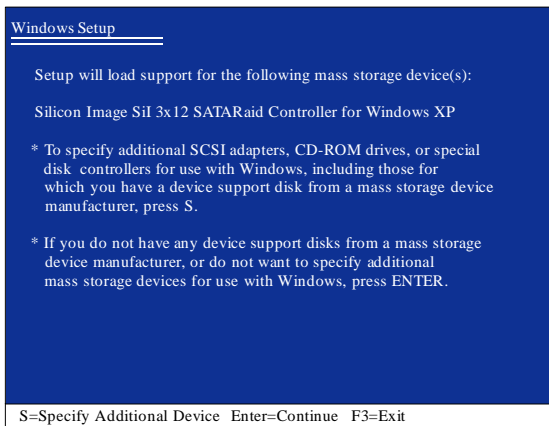 Windows Setup
Setup will load support for the following mass storage device(s):
Silicon Image SiI 3x12 SATARaid Controller for Windows XP
* To specify additional SCSI adapters, CD-ROM drives, or special
disk controllers for use with Windows, including those for
which you have a device support disk from a mass storage device
manufacturer, press S.
* If you do not have any device support disks from a mass storage
device manufacturer, or do not want to specify additional
mass storage devices for use with Windows, press ENTER.
S=Specify Additional Device Enter=Continue F3=Exit